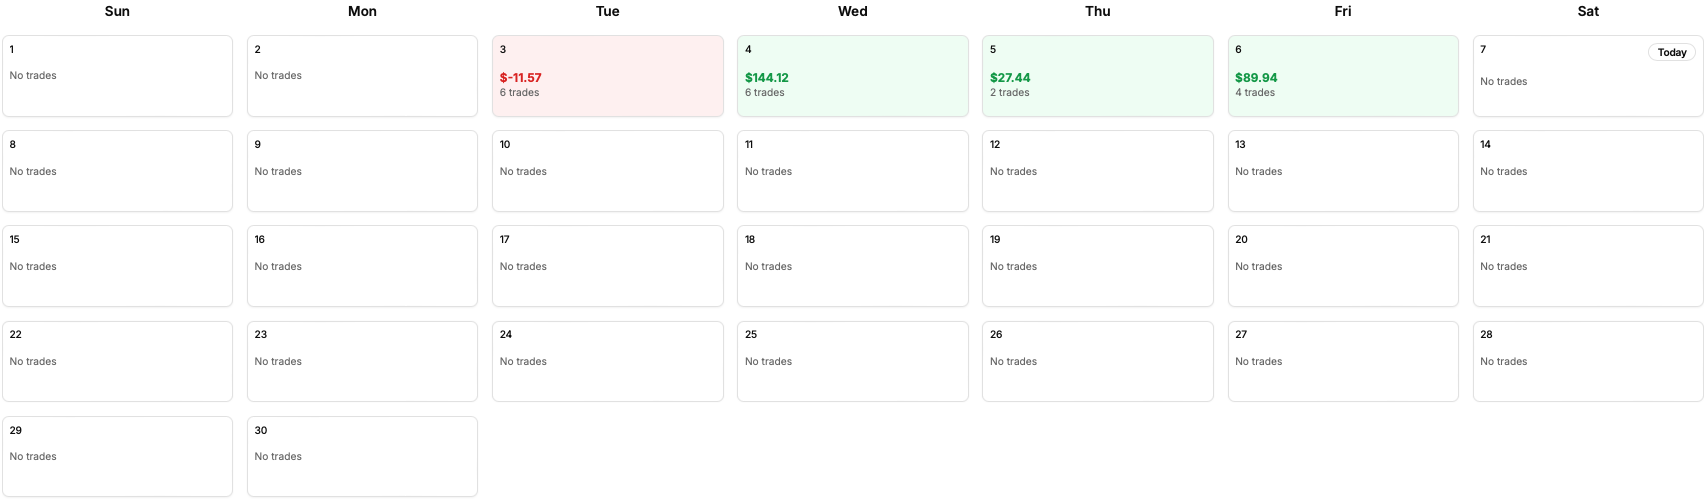 Sun Mon Tue Wed Thu Fri Sat
1 2 3 4 5 6 7 Today
No trades No trades $-11.57 $144.12 $27.44 $89.94 No trades
6 trades 6 trades 2 trades 4 trades
8 9 10 11 12 13 14
No trades No trades No trades No trades No trades No trades No trades
15 16 17 18 19 20 21
No trades No trades No trades No trades No trades No trades No trades
22 23 24 25 26 27 28
No trades No trades No trades No trades No trades No trades No trades
29 30
No trades No trades